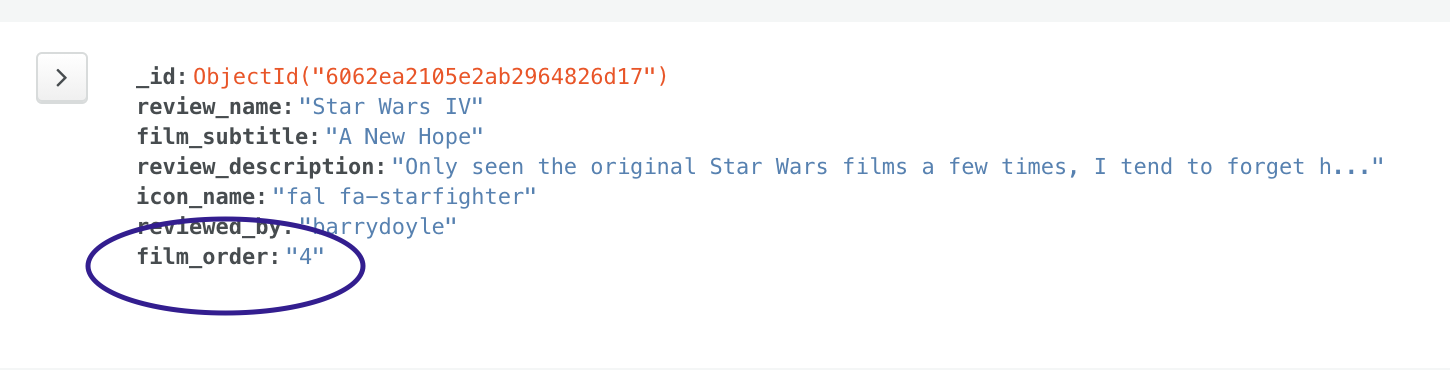 _id: ObjectId("6062ea2105e2ab2964826d17")
review_name: "Star Wars IV"
film_subtitle: "A New Hope"
review_description: "Only seen the original Star Wars films a few times, I tend to forget h..."
icon_name: "fal fa-starfighter"
reviewed_by: "barrydoyle"
film_order: "4"